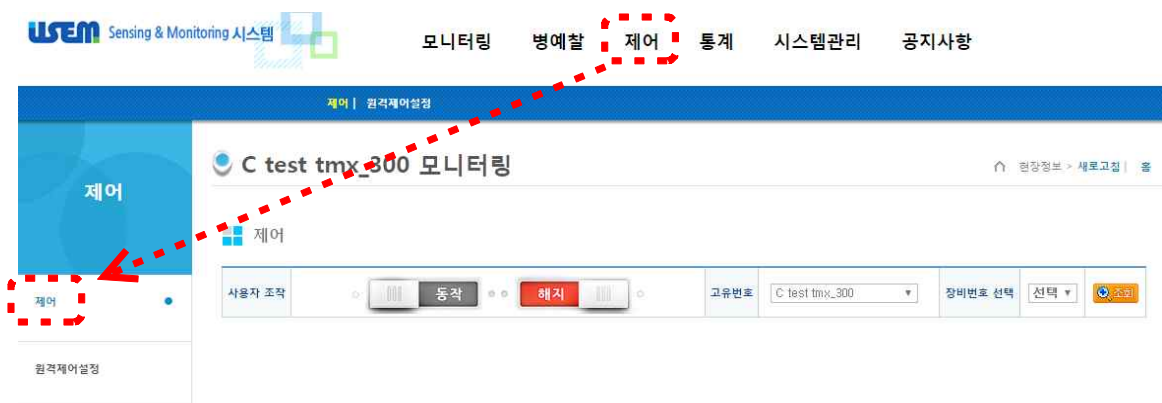 USEM Sensing & Monitoring 시스템
모니터링 병예찰 제어 통계 시스템관리 공지사항
제어 | 원격제어설정
제어
C test tmx_300 모니터링
현장정보 > 새로고침 | 홈
제어
제어
사용자 조작 동작 해지 고유번호 C test tmx_300 장비번호 선택 선택 조회
원격제어설정